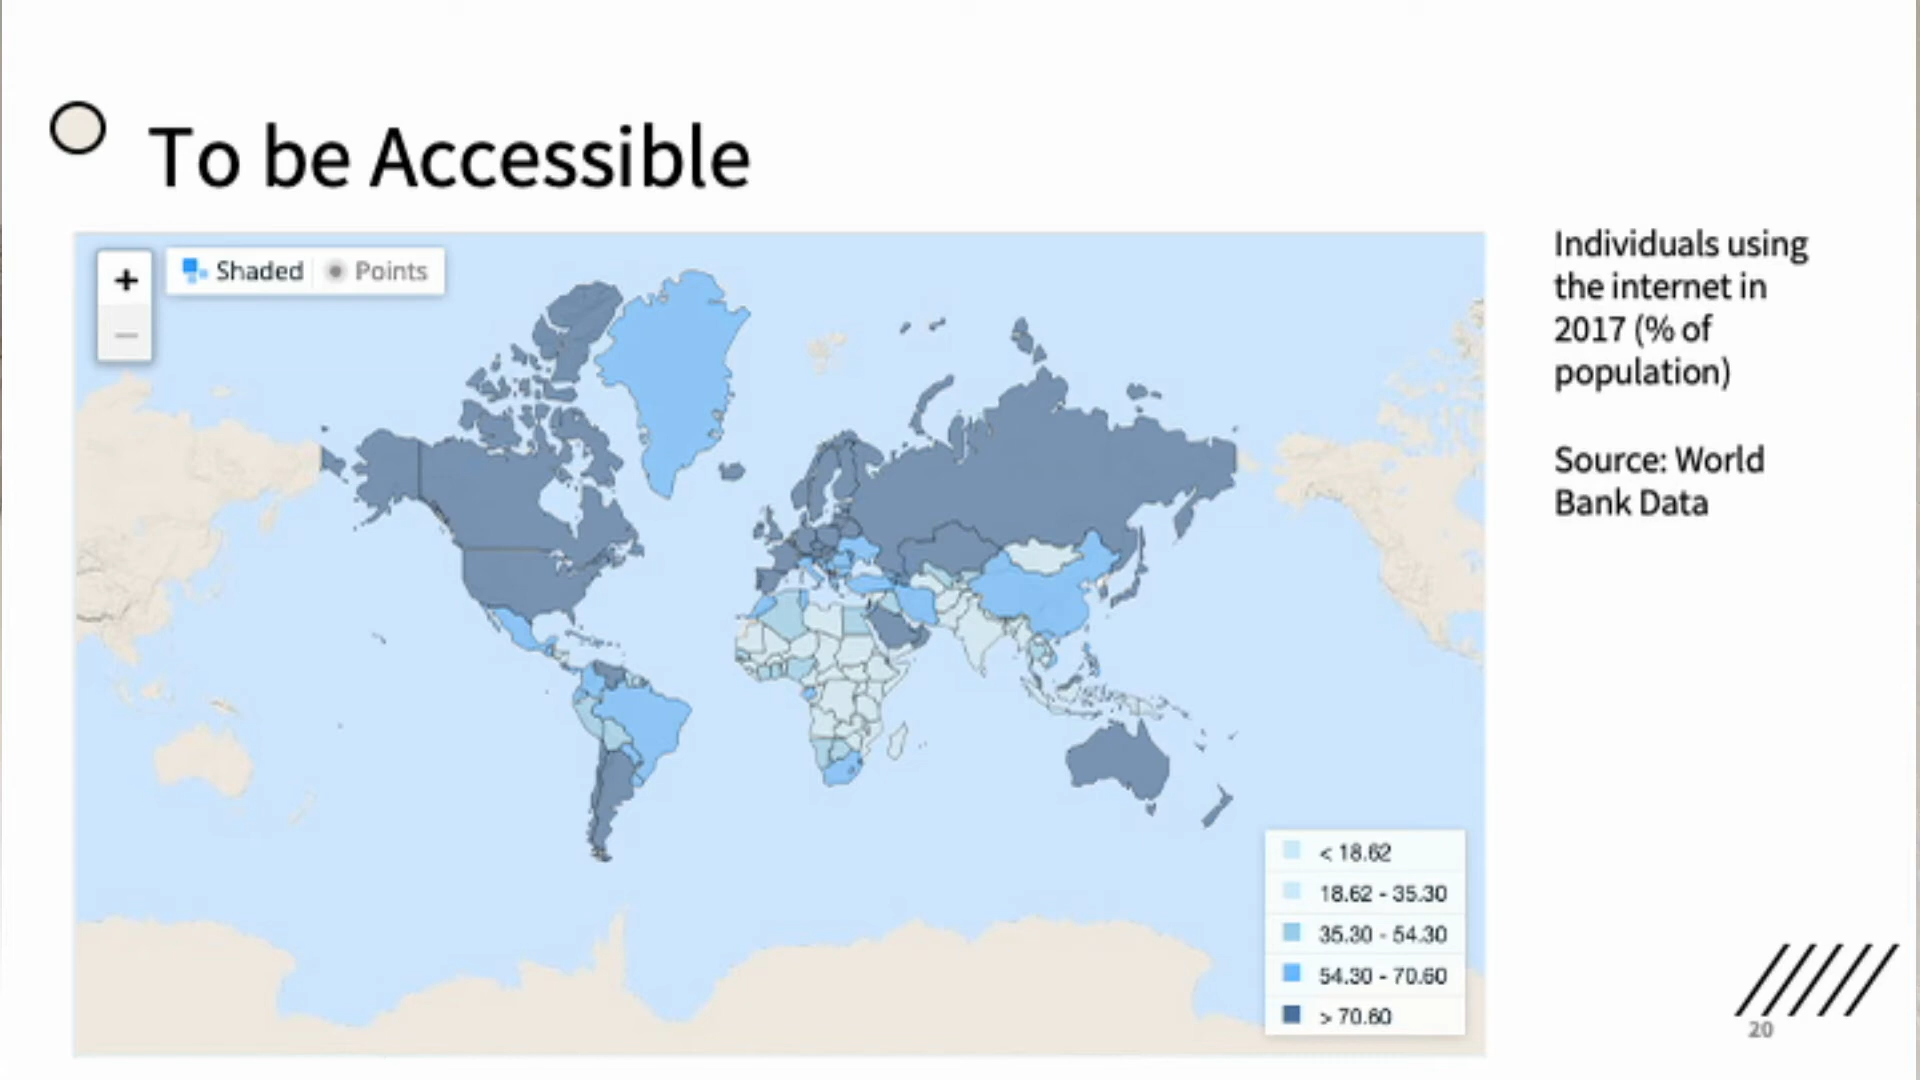 To be Accessible
+
Shaded
Points
−
Individuals using
the internet in
2017 (% of
population)
Source: World
Bank Data
< 18.62
18.62 - 35.30
35.30 - 54.30
54.30 - 70.60
> 70.60
20